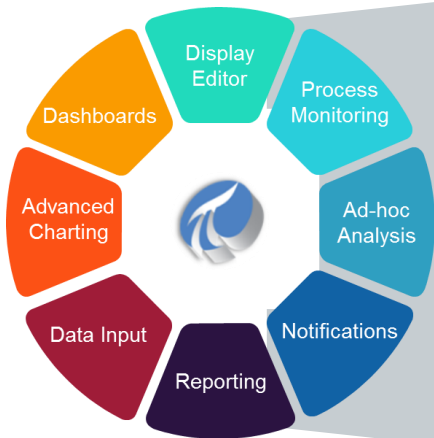 Display
Editor
Process
Monitoring
Ad-hoc
Analysis
Notifications
Reporting
Data Input
Advanced
Charting
Dashboards